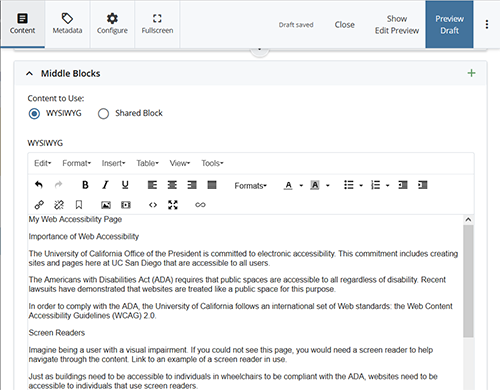 Content
Metadata
Configure
Fullscreen
Draft saved
Close
Show
Edit Preview
Preview
Draft
Middle Blocks
Content to Use:
WYSIWYG
Shared Block
WYSIWYG
Edit
Format
Insert
Table
View
Tools
B I U
Formats
A
A
My Web Accessibility Page
Importance of Web Accessibility
The University of California Office of the President is committed to electronic accessibility. This commitment includes creating
sites and pages here at UC San Diego that are accessible to all users.
The Americans with Disabilities Act (ADA) requires that public spaces are accessible to all regardless of disability. Recent
lawsuits have demonstrated that websites are treated like a public space for this purpose.
In order to comply with the ADA, the University of California follows an international set of Web standards: the Web Content
Accessibility Guidelines (WCAG) 2.0.
Screen Readers
Imagine being a user with a visual impairment. If you could not see this page, you would need a screen reader to help
navigate through the content. Link to an example of a screen reader in use.
Just as buildings need to be accessible to individuals in wheelchairs to be compliant with the ADA, websites need to be
accessible to individuals that use screen readers.